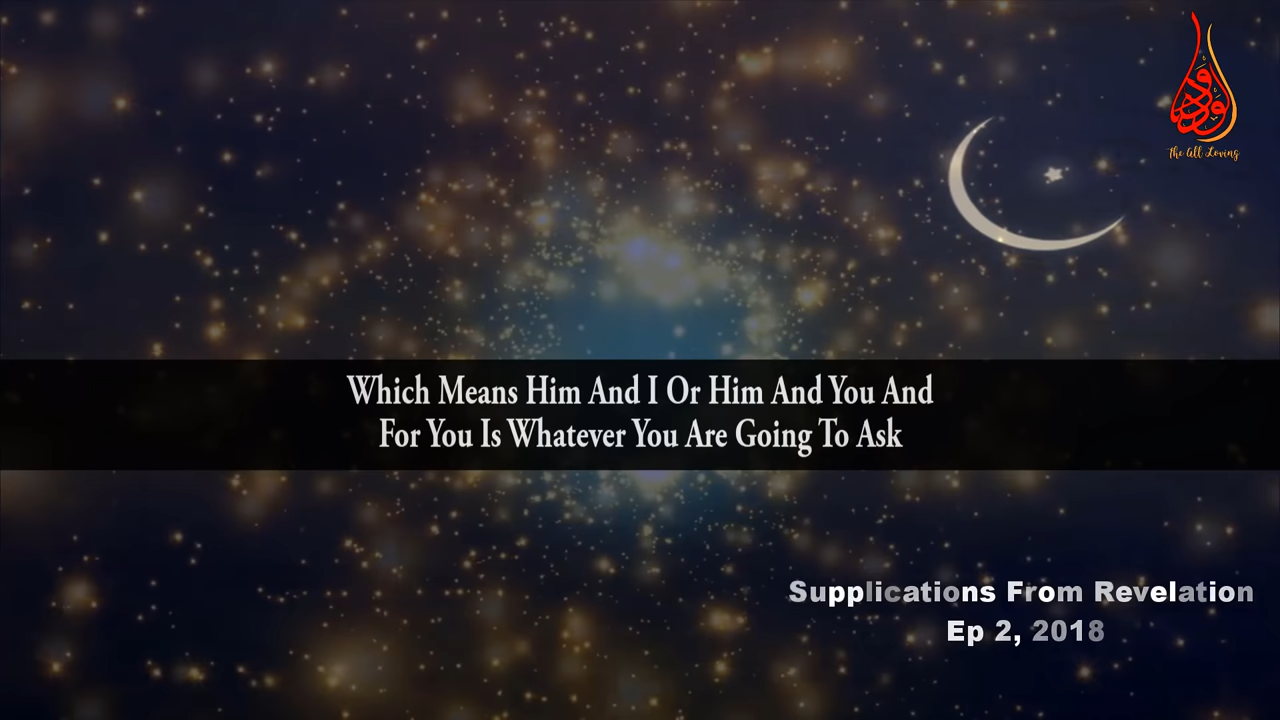 الودود
The All Loving
Which Means Him And I Or Him And You And
For You Is Whatever You Are Going To Ask
Supplications From Revelation
Ep 2, 2018